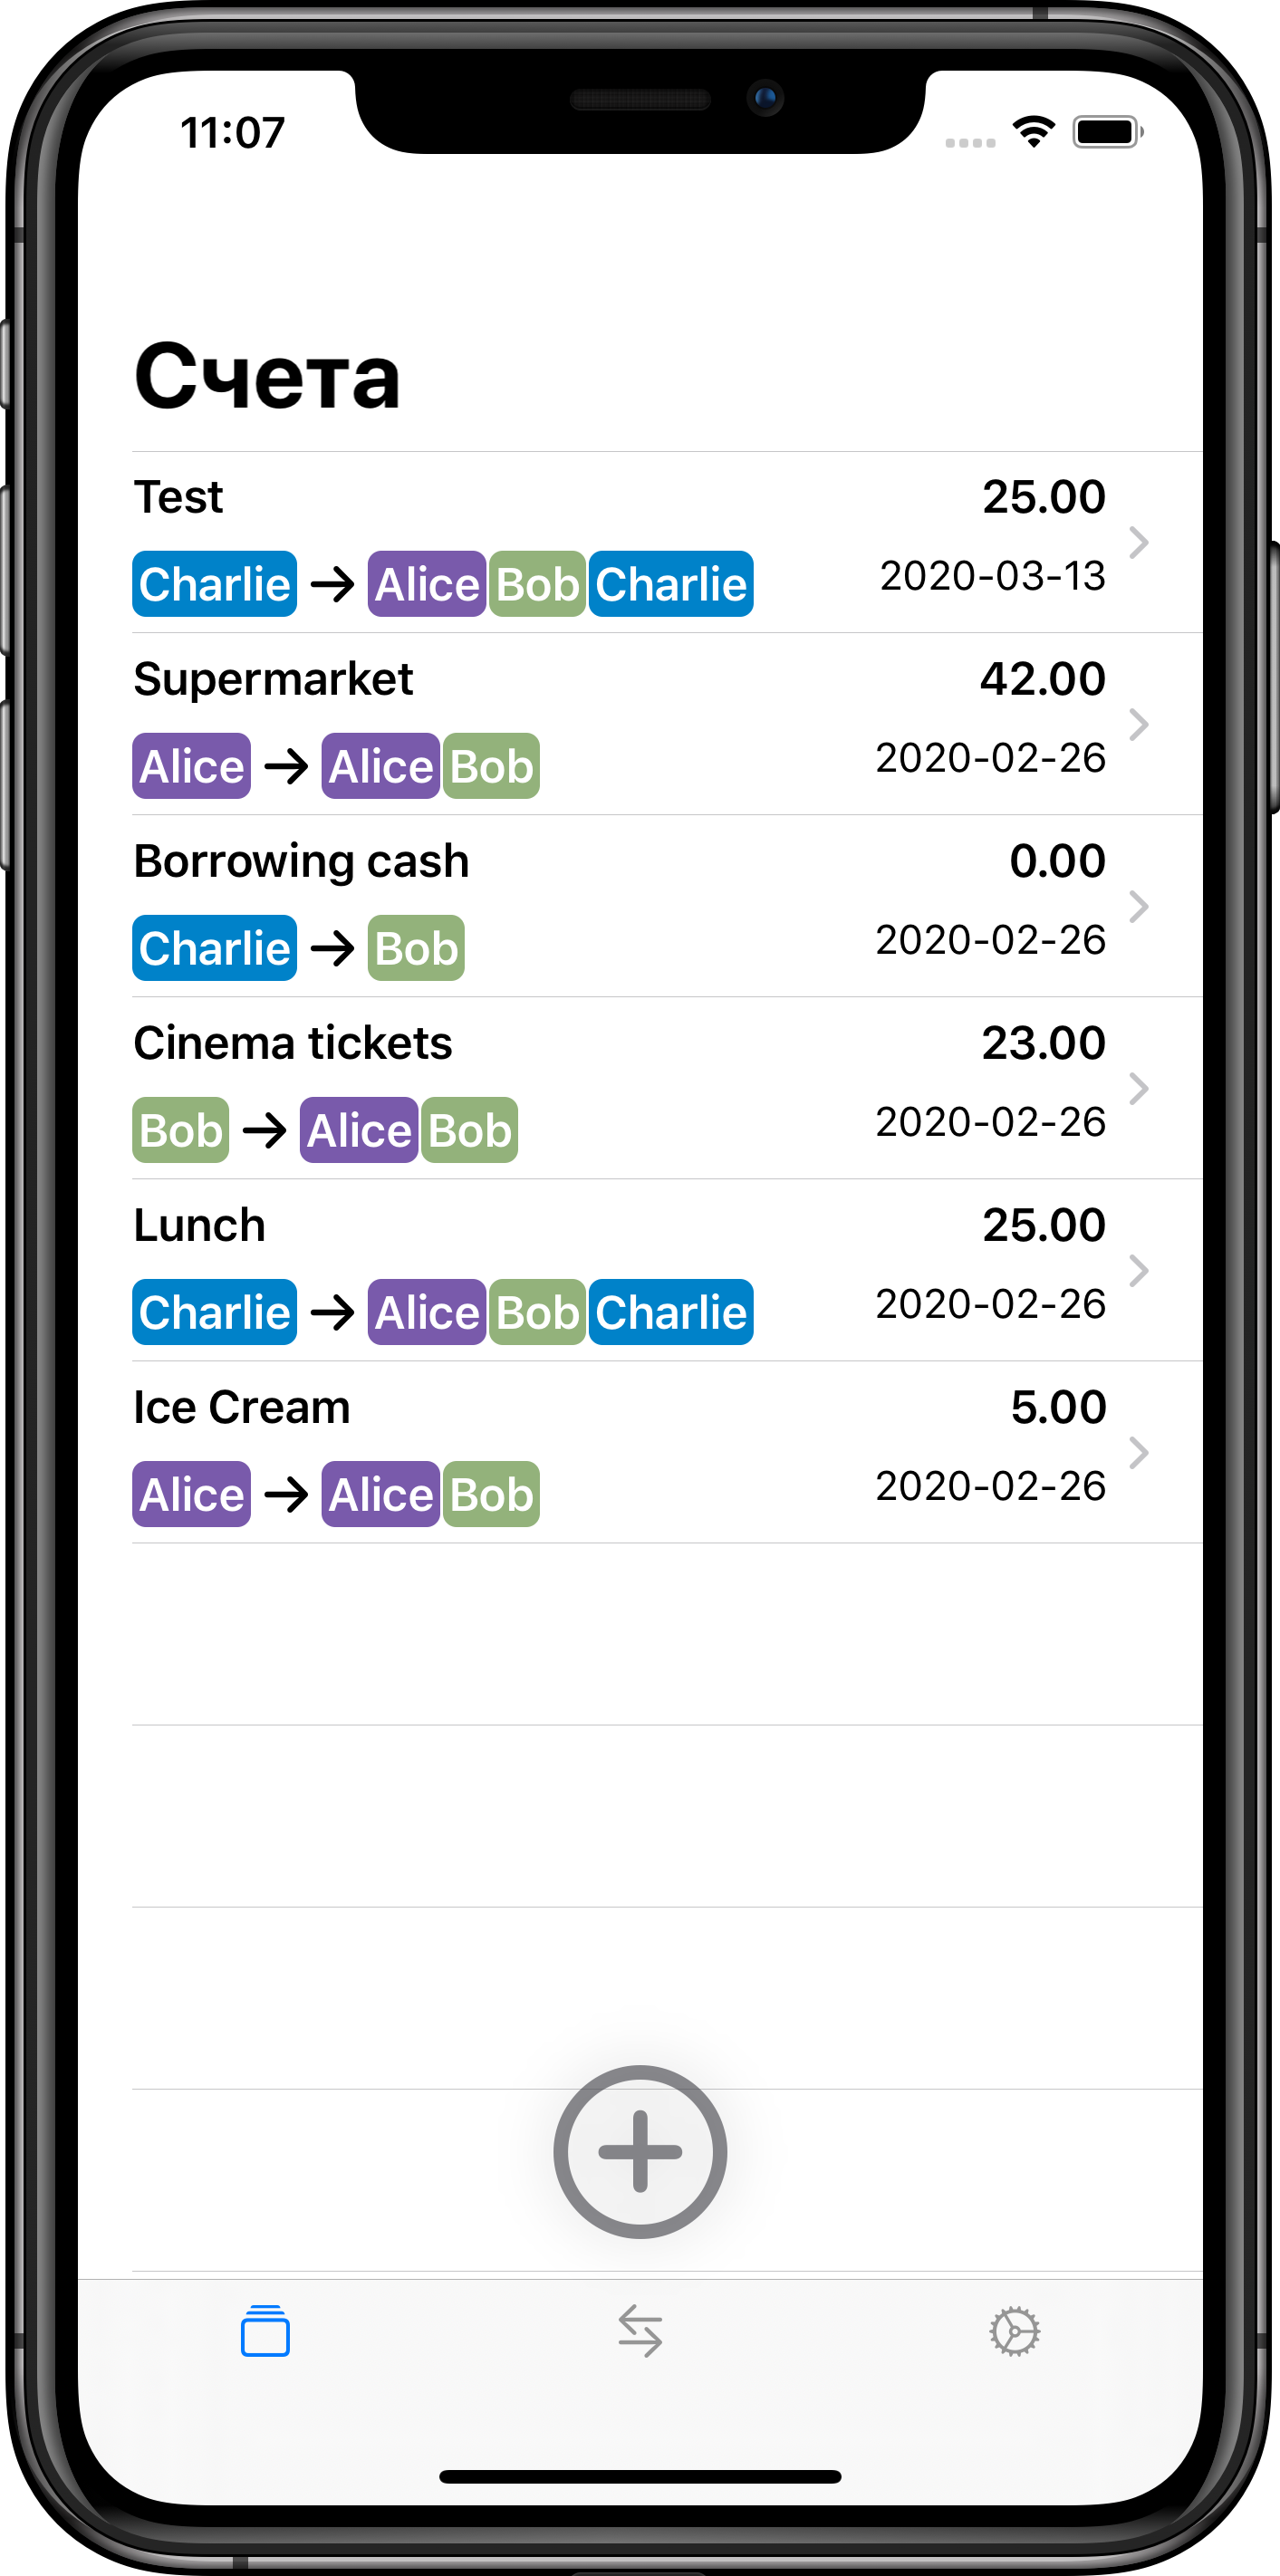 11:07
Счета
Test 25.00
Charlie → Alice Bob Charlie 2020-03-13
Supermarket 42.00
Alice → Alice Bob 2020-02-26
Borrowing cash 0.00
Charlie → Bob 2020-02-26
Cinema tickets 23.00
Bob → Alice Bob 2020-02-26
Lunch 25.00
Charlie → Alice Bob Charlie 2020-02-26
Ice Cream 5.00
Alice → Alice Bob 2020-02-26